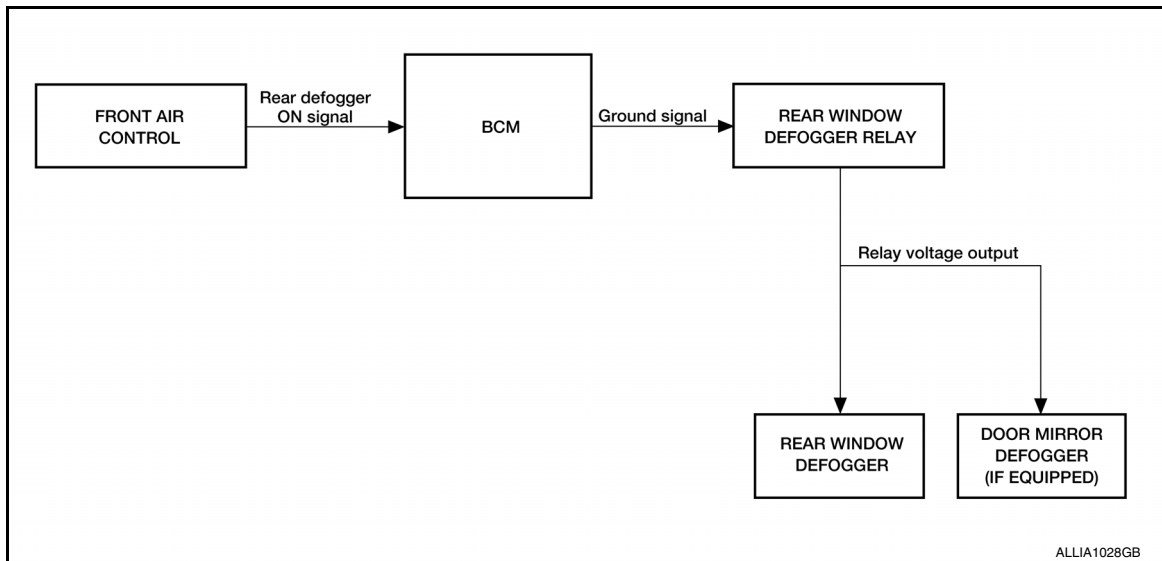 FRONT AIR
CONTROL
Rear defogger
ON signal
BCM
Ground signal
REAR WINDOW
DEFOGGER RELAY
Relay voltage output
REAR WINDOW
DEFOGGER
DOOR MIRROR
DEFOGGER
(IF EQUIPPED)
ALLIA1028GB